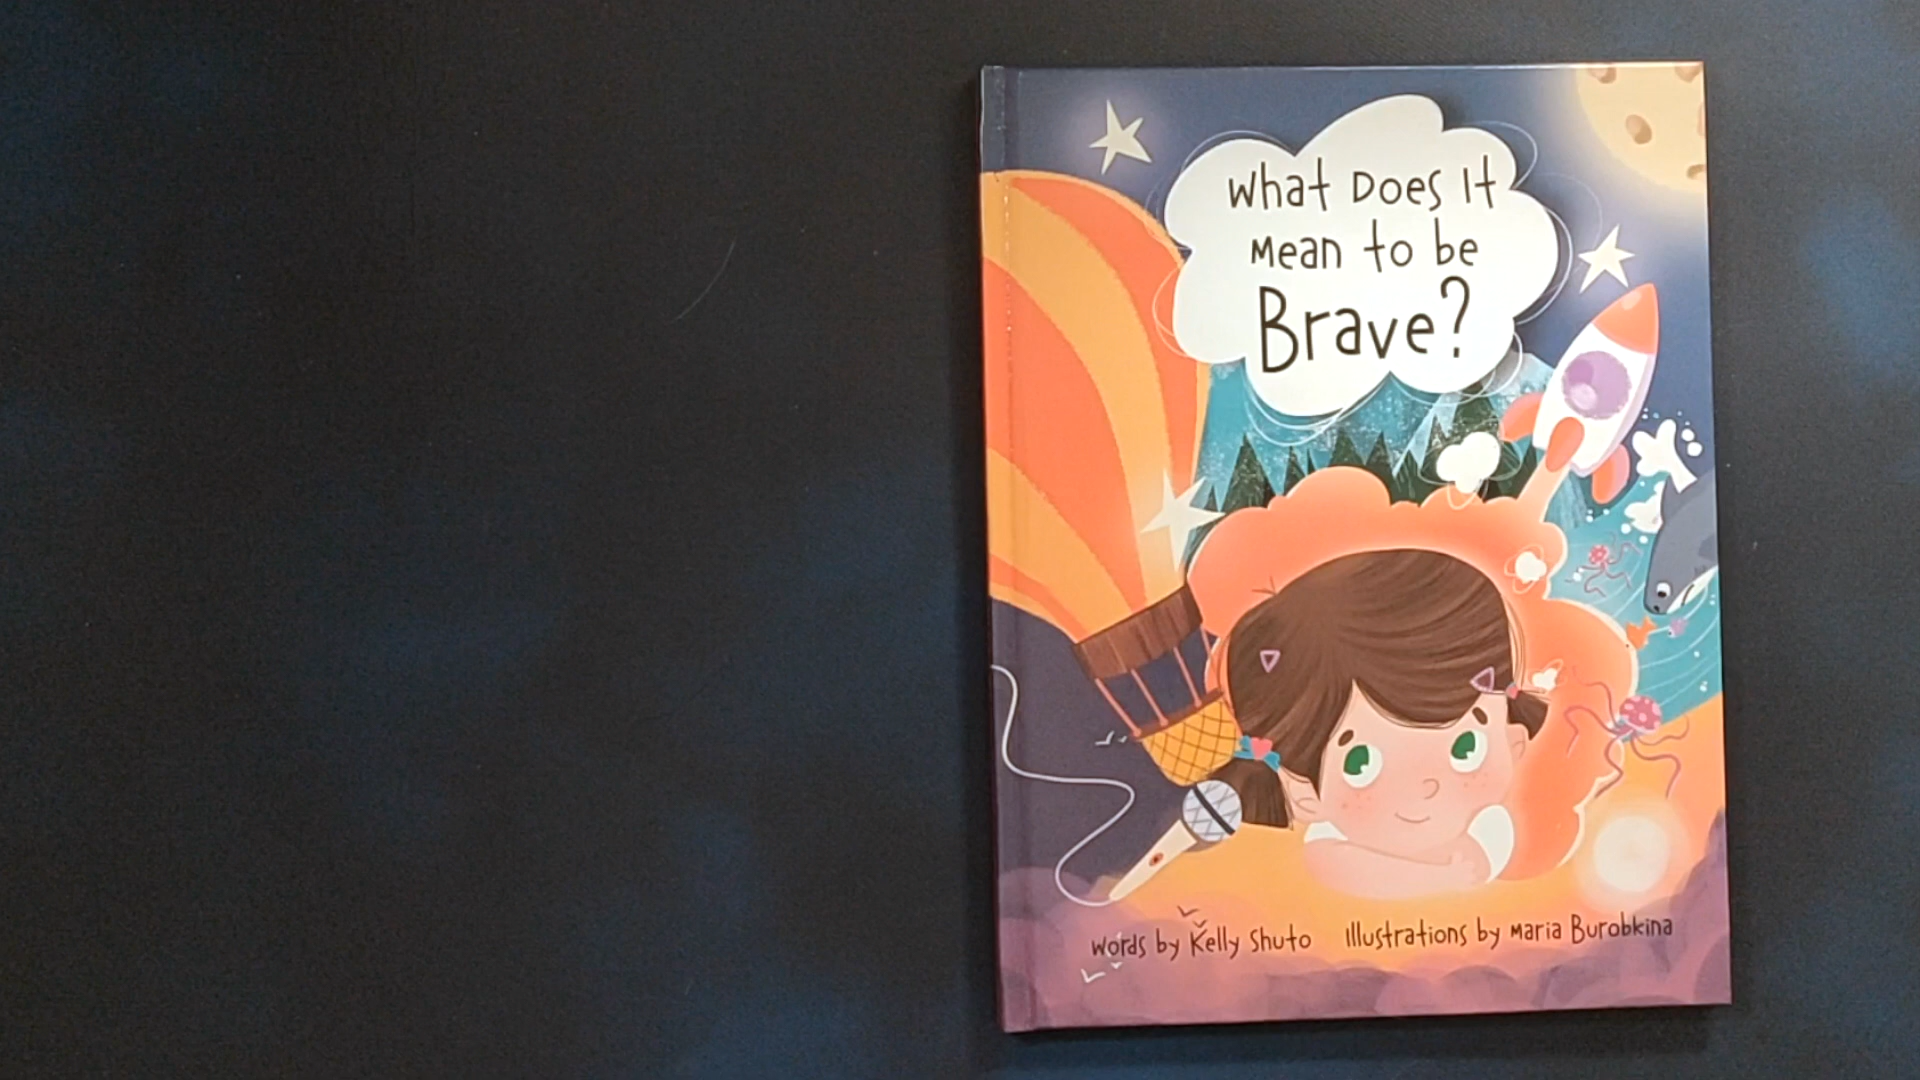 What Does It
Mean to be
Brave?
words by Kelly Shuto Illustrations by Maria Burobkina